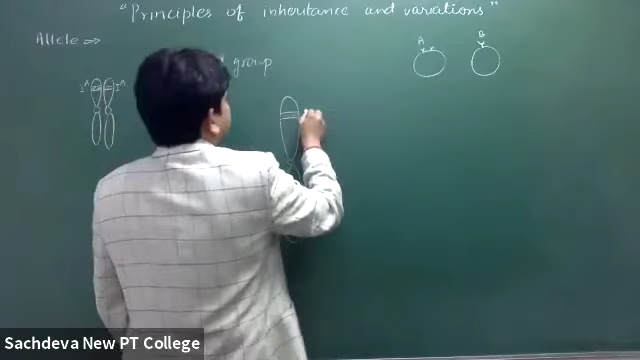 "Principles of inheritance and variations"
Allele ⇒
group
A
B
I^A
I^A
Sachdeva New PT College